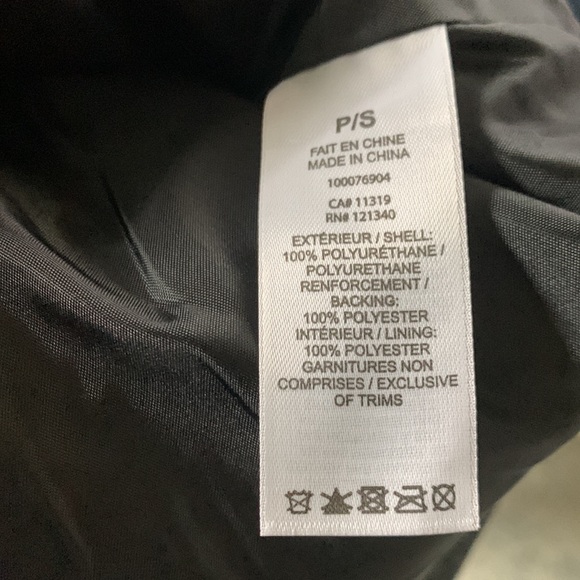 P/S
FAIT EN CHINE
MADE IN CHINA
100076904
CA# 11319
RN# 121340
EXTÉRIEUR / SHELL:
100% POLYURÉTHANE /
POLYURETHANE
RENFORCEMENT /
BACKING:
100% POLYESTER
INTÉRIEUR / LINING:
100% POLYESTER
GARNITURES NON
COMPRISES / EXCLUSIVE
OF TRIMS